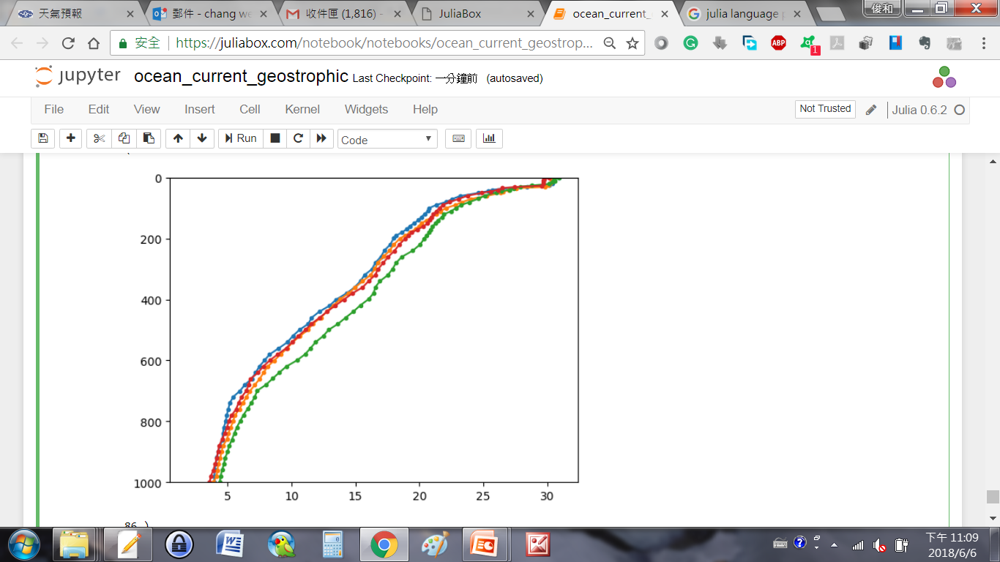 天氣預報
郵件 - chang we
收件匣 (1,816) -
JuliaBox
ocean_current_
julia language p
俊和
安全
https://juliabox.com/notebook/notebooks/ocean_current_geostrop...
ABP
1
jupyter
ocean_current_geostrophic Last Checkpoint: 一分鐘前 (autosaved)
File Edit View Insert Cell Kernel Widgets Help
Not Trusted
Julia 0.6.2
Run
Code
0
200
400
600
800
1000
5 10 15 20 25 30
86 )
下午 11:09
2018/6/6